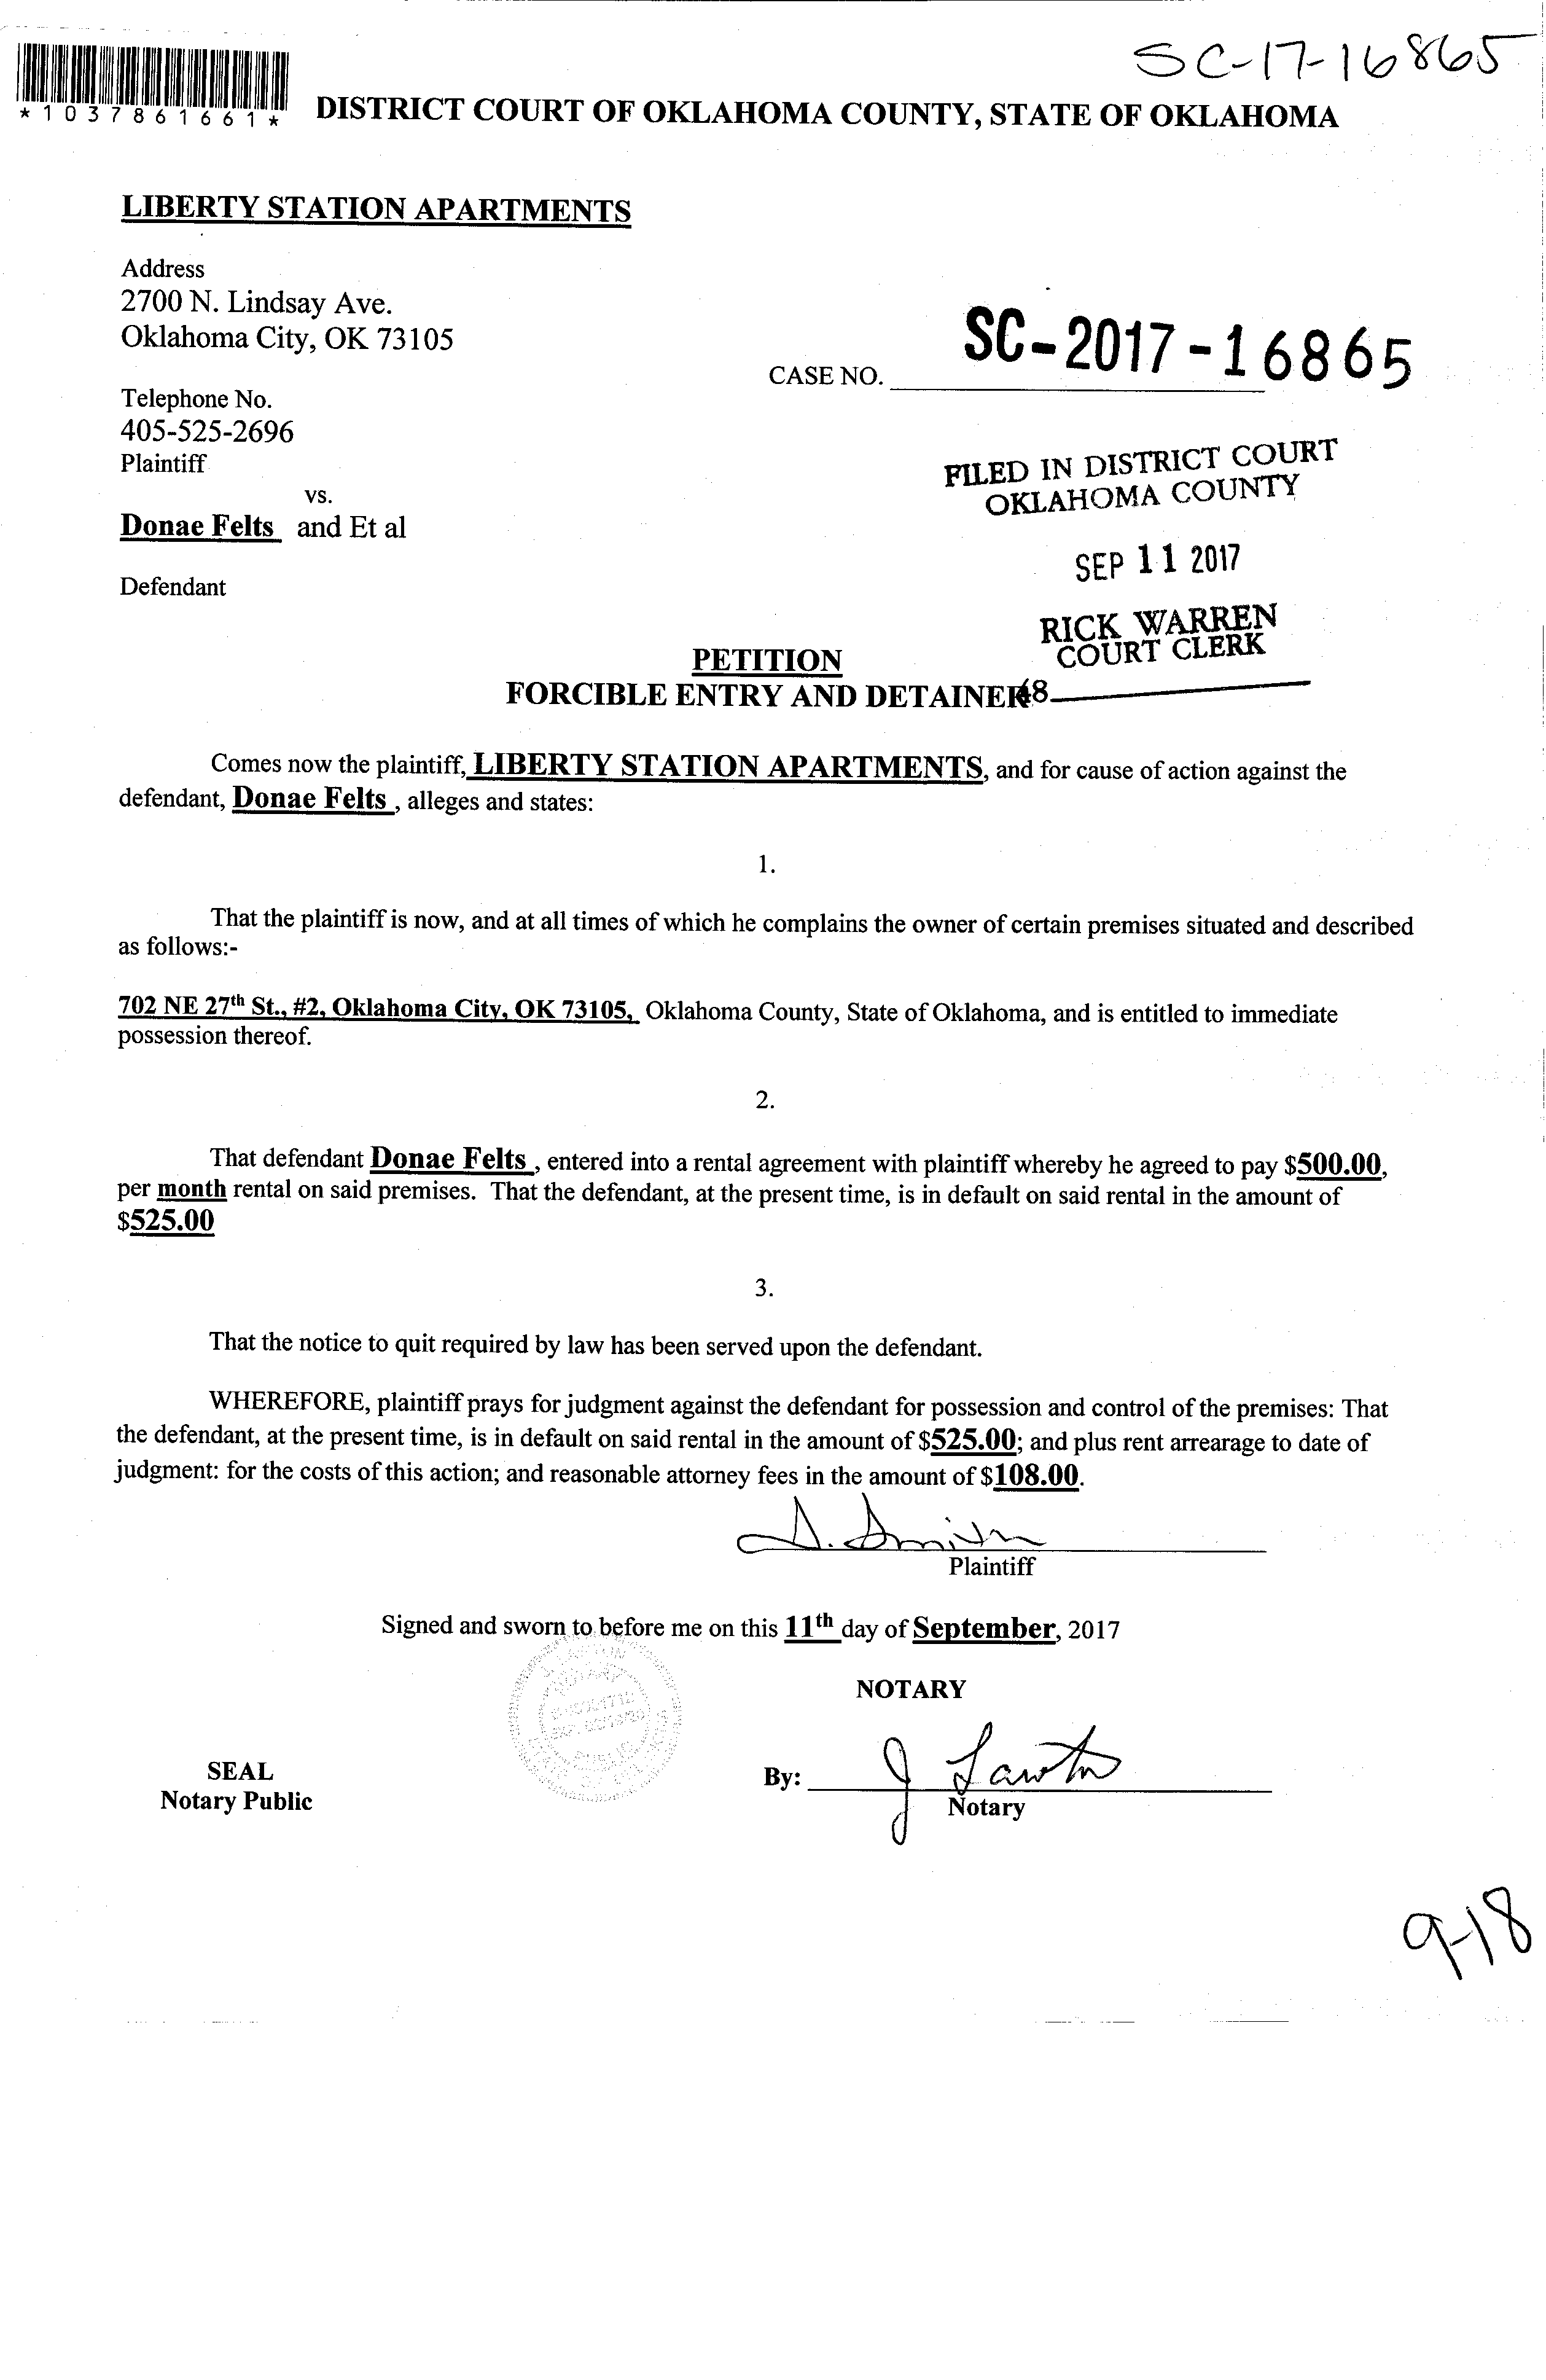 SC-17-16865
*1037861661*
DISTRICT COURT OF OKLAHOMA COUNTY, STATE OF OKLAHOMA
LIBERTY STATION APARTMENTS
Address
2700 N. Lindsay Ave.
Oklahoma City, OK 73105
CASE NO. SC-2017-16865
Telephone No.
405-525-2696
Plaintiff
vs.
Donae Felts and Et al
Defendant
FILED IN DISTRICT COURT
OKLAHOMA COUNTY
SEP 11 2017
RICK WARREN
COURT CLERK
48
PETITION
FORCIBLE ENTRY AND DETAINER
Comes now the plaintiff, LIBERTY STATION APARTMENTS, and for cause of action against the
defendant, Donae Felts , alleges and states:
1.
That the plaintiff is now, and at all times of which he complains the owner of certain premises situated and described
as follows:-
702 NE 27th St., #2, Oklahoma City, OK 73105, Oklahoma County, State of Oklahoma, and is entitled to immediate
possession thereof.
2.
That defendant Donae Felts , entered into a rental agreement with plaintiff whereby he agreed to pay $500.00,
per month rental on said premises. That the defendant, at the present time, is in default on said rental in the amount of
$525.00
3.
That the notice to quit required by law has been served upon the defendant.
WHEREFORE, plaintiff prays for judgment against the defendant for possession and control of the premises: That
the defendant, at the present time, is in default on said rental in the amount of $525.00; and plus rent arrearage to date of
judgment: for the costs of this action; and reasonable attorney fees in the amount of $108.00.
D. Smith
Plaintiff
Signed and sworn to before me on this 11th day of September, 2017
NOTARY
SEAL
Notary Public
By: J Lawton
Notary
9-18